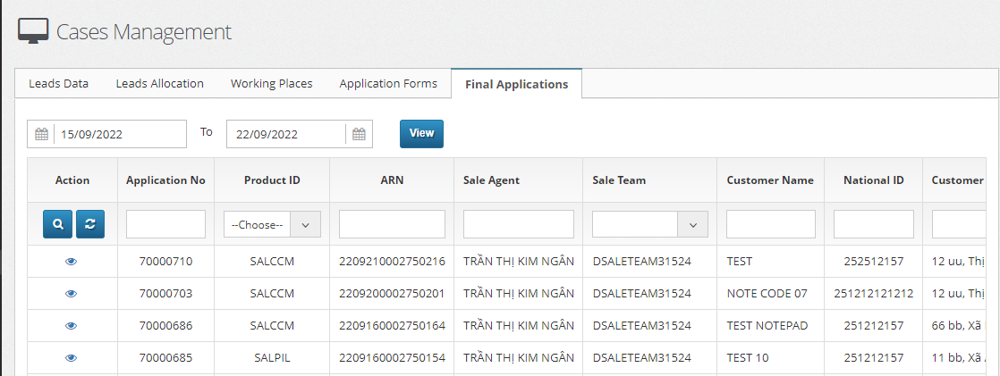 Cases Management
Leads Data Leads Allocation Working Places Application Forms Final Applications
15/09/2022 To 22/09/2022 View
Action Application No Product ID ARN Sale Agent Sale Team Customer Name National ID Customer
--Choose--
70000710 SALCCM 2209210002750216 TRẦN THỊ KIM NGÂN DSALETEAM31524 TEST 252512157 12 uu, Thị
70000703 SALCCM 2209200002750201 TRẦN THỊ KIM NGÂN DSALETEAM31524 NOTE CODE 07 251212121212 12 uu, Thị
70000686 SALCCM 2209160002750164 TRẦN THỊ KIM NGÂN DSALETEAM31524 TEST NOTEPAD 251212157 66 bb, Xã
70000685 SALPIL 2209160002750154 TRẦN THỊ KIM NGÂN DSALETEAM31524 TEST 10 251212157 11 bb, Xã